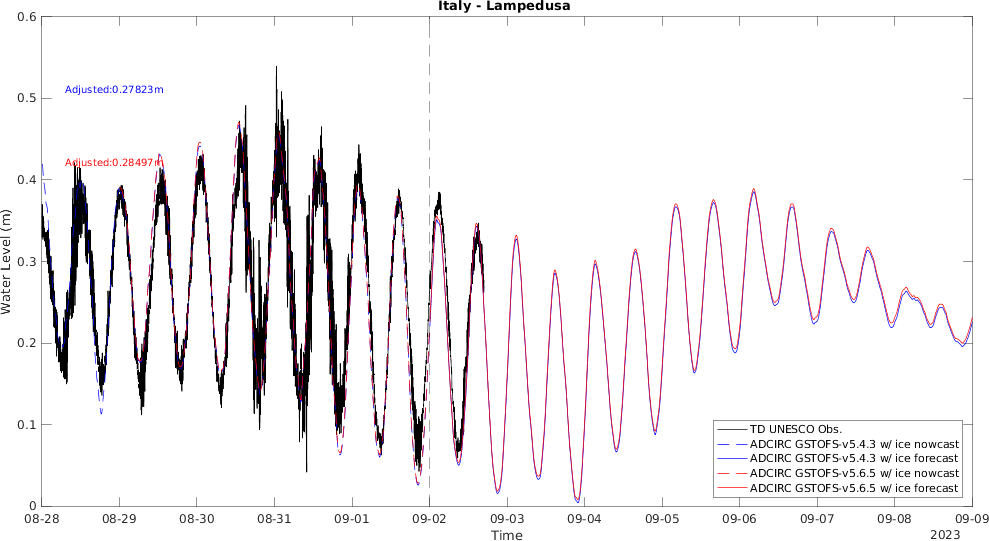 Italy - Lampedusa
0.6
0.5
0.4
0.3
0.2
0.1
0
Water Level (m)
Adjusted:0.27823m
Adjusted:0.28497m
TD UNESCO Obs.
ADCIRC GSTOFS-v5.4.3 w/ ice nowcast
ADCIRC GSTOFS-v5.4.3 w/ ice forecast
ADCIRC GSTOFS-v5.6.5 w/ ice nowcast
ADCIRC GSTOFS-v5.6.5 w/ ice forecast
08-28 08-29 08-30 08-31 09-01 09-02 09-03 09-04 09-05 09-06 09-07 09-08 09-09
Time
2023